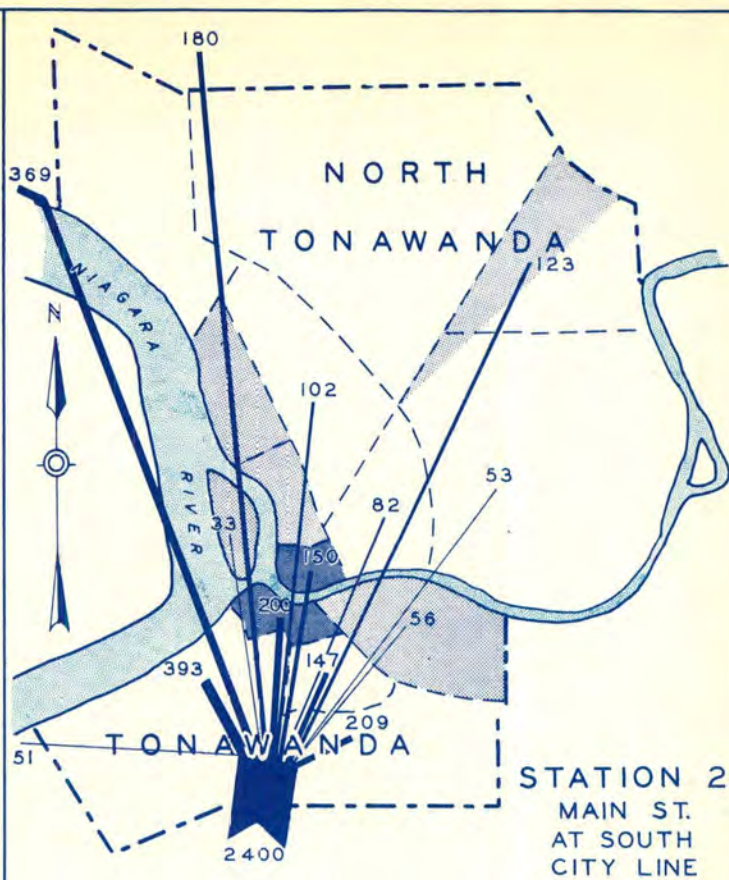 180
369
NORTH
TONAWANDA
123
NIAGARA
N
102
53
82
RIVER
33
150
200
56
147
393
209
51
TONAWANDA
STATION 2
MAIN ST.
AT SOUTH
CITY LINE
2400